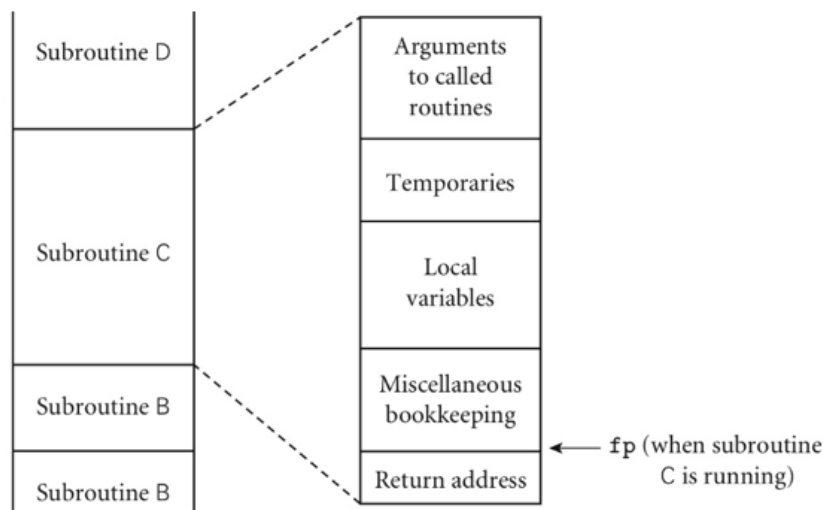 Subroutine D
Subroutine C
Subroutine B
Subroutine B
Arguments
to called
routines
Temporaries
Local
variables
Miscellaneous
bookkeeping
Return address
fp (when subroutine
C is running)